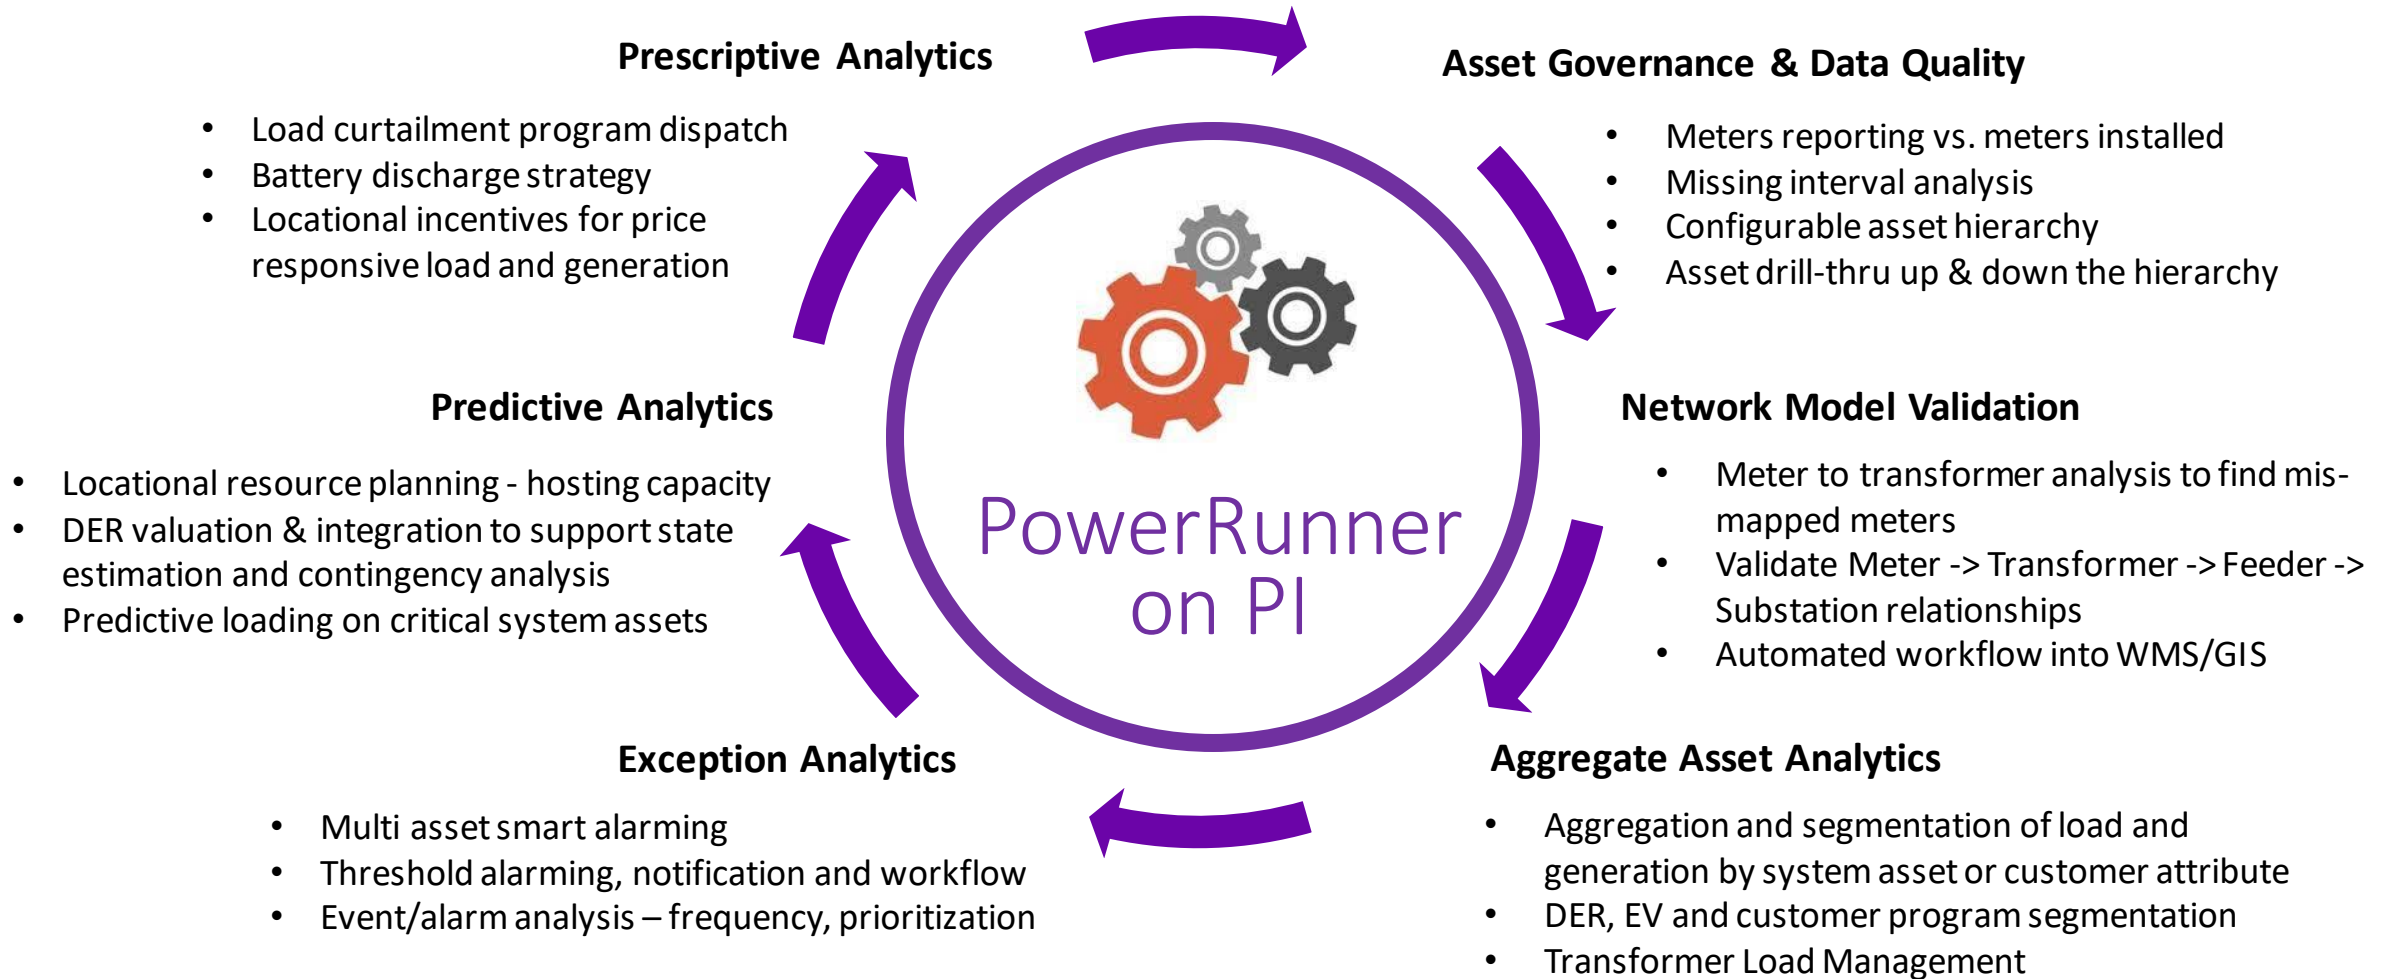 Prescriptive Analytics
• Load curtailment program dispatch
• Battery discharge strategy
• Locational incentives for price
responsive load and generation
Asset Governance & Data Quality
• Meters reporting vs. meters installed
• Missing interval analysis
• Configurable asset hierarchy
• Asset drill-thru up & down the hierarchy
Predictive Analytics
• Locational resource planning - hosting capacity
• DER valuation & integration to support state
estimation and contingency analysis
• Predictive loading on critical system assets
PowerRunner
on PI
Network Model Validation
• Meter to transformer analysis to find mis-
mapped meters
• Validate Meter -> Transformer -> Feeder ->
Substation relationships
• Automated workflow into WMS/GIS
Exception Analytics
• Multi asset smart alarming
• Threshold alarming, notification and workflow
• Event/alarm analysis – frequency, prioritization
Aggregate Asset Analytics
• Aggregation and segmentation of load and
generation by system asset or customer attribute
• DER, EV and customer program segmentation
• Transformer Load Management